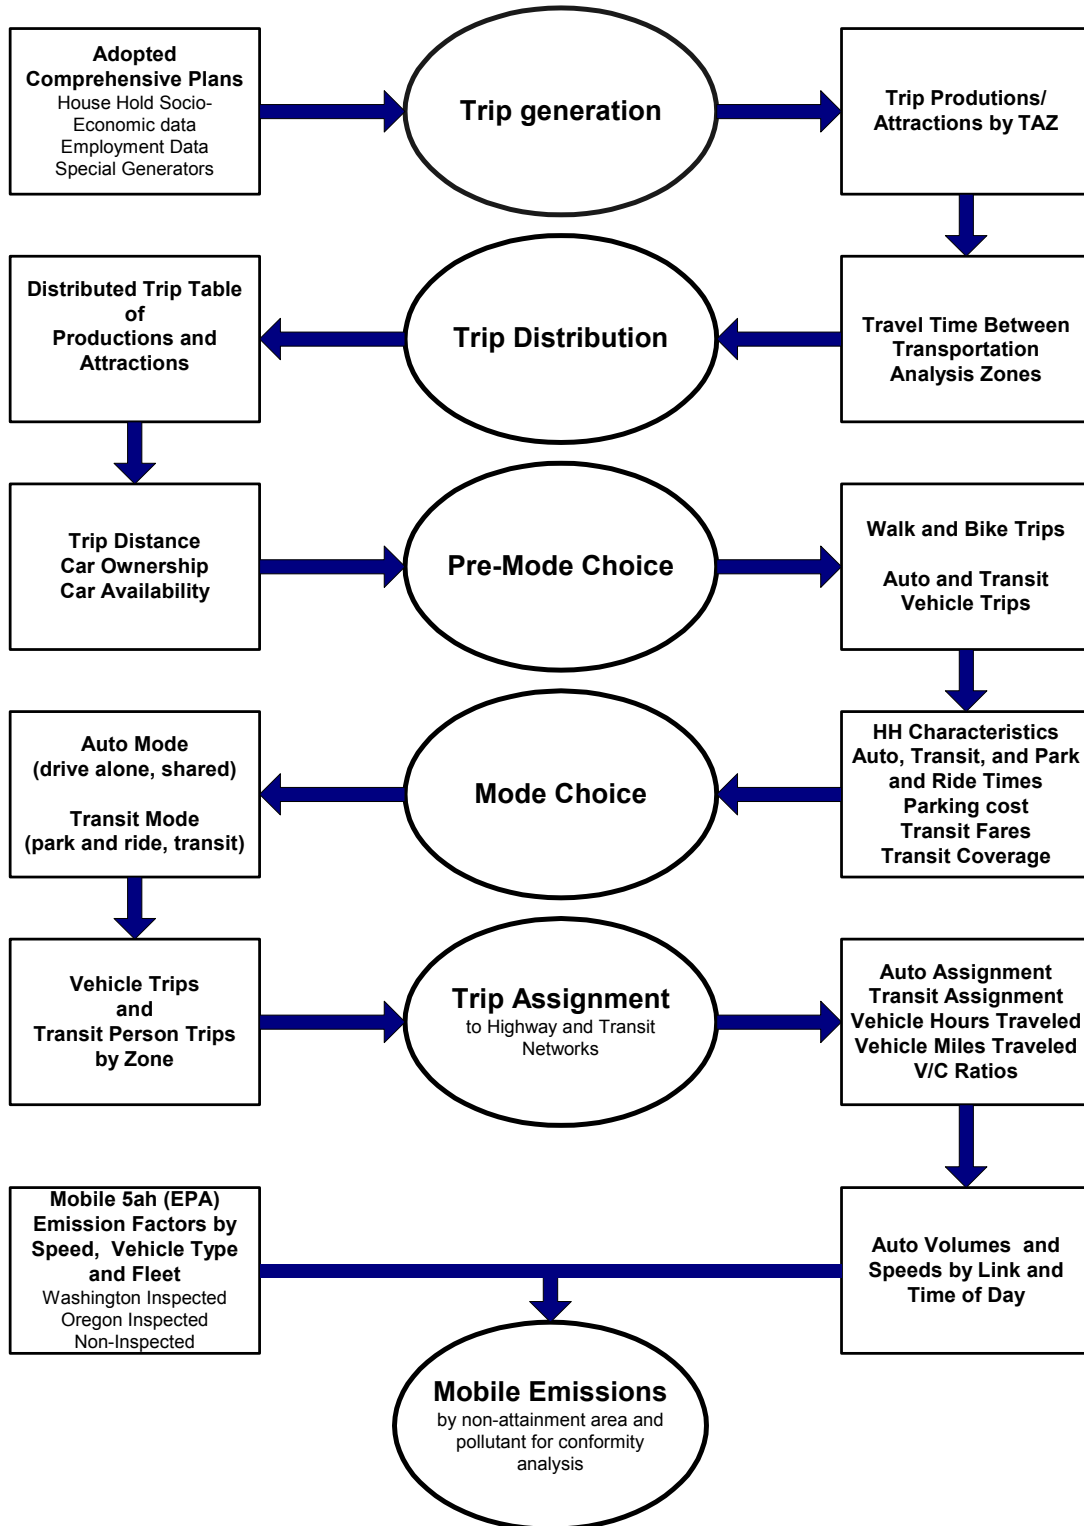 Adopted
Comprehensive Plans
House Hold Socio-
Economic data
Employment Data
Special Generators
Trip generation
Trip Produtions/
Attractions by TAZ
Distributed Trip Table
of
Productions and
Attractions
Trip Distribution
Travel Time Between
Transportation
Analysis Zones
Trip Distance
Car Ownership
Car Availability
Pre-Mode Choice
Walk and Bike Trips
Auto and Transit
Vehicle Trips
Auto Mode
(drive alone, shared)
Transit Mode
(park and ride, transit)
Mode Choice
HH Characteristics
Auto, Transit, and Park
and Ride Times
Parking cost
Transit Fares
Transit Coverage
Vehicle Trips
and
Transit Person Trips
by Zone
Trip Assignment
to Highway and Transit
Networks
Auto Assignment
Transit Assignment
Vehicle Hours Traveled
Vehicle Miles Traveled
V/C Ratios
Mobile 5ah (EPA)
Emission Factors by
Speed, Vehicle Type
and Fleet
Washington Inspected
Oregon Inspected
Non-Inspected
Auto Volumes and
Speeds by Link and
Time of Day
Mobile Emissions
by non-attainment area and
pollutant for conformity
analysis